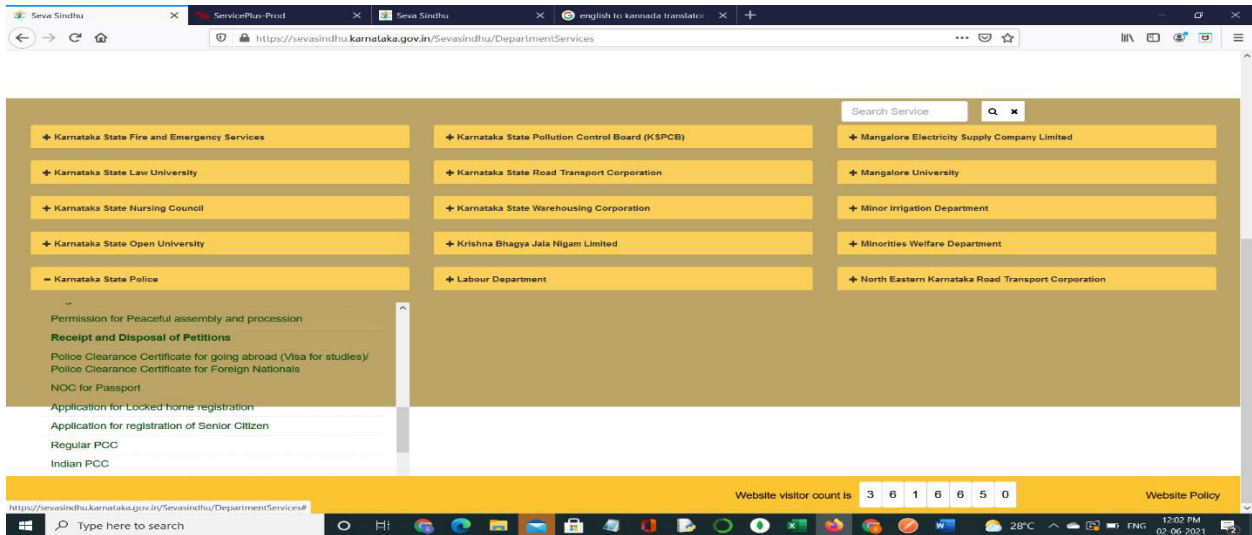 Seva Sindhu
ServicePlus-Prod
Seva Sindhu
english to kannada translator
https://sevasindhu.karnataka.gov.in/Sevasindhu/DepartmentServices
Search Service
+ Karnataka State Fire and Emergency Services
+ Karnataka State Pollution Control Board (KSPCB)
+ Mangalore Electricity Supply Company Limited
+ Karnataka State Law University
+ Karnataka State Road Transport Corporation
+ Mangalore University
+ Karnataka State Nursing Council
+ Karnataka State Warehousing Corporation
+ Minor Irrigation Department
+ Karnataka State Open University
+ Krishna Bhagya Jala Nigam Limited
+ Minorities Welfare Department
− Karnataka State Police
+ Labour Department
+ North Eastern Karnataka Road Transport Corporation
Permission for Peaceful assembly and procession
Receipt and Disposal of Petitions
Police Clearance Certificate for going abroad (Visa for studies)/
Police Clearance Certificate for Foreign Nationals
NOC for Passport
Application for Locked home registration
Application for registration of Senior Citizen
Regular PCC
Indian PCC
Website visitor count is 3 6 1 6 6 5 0
Website Policy
https://sevasindhu.karnataka.gov.in/Sevasindhu/DepartmentServices#
Type here to search
28°C
ENG
12:02 PM
02-06-2021